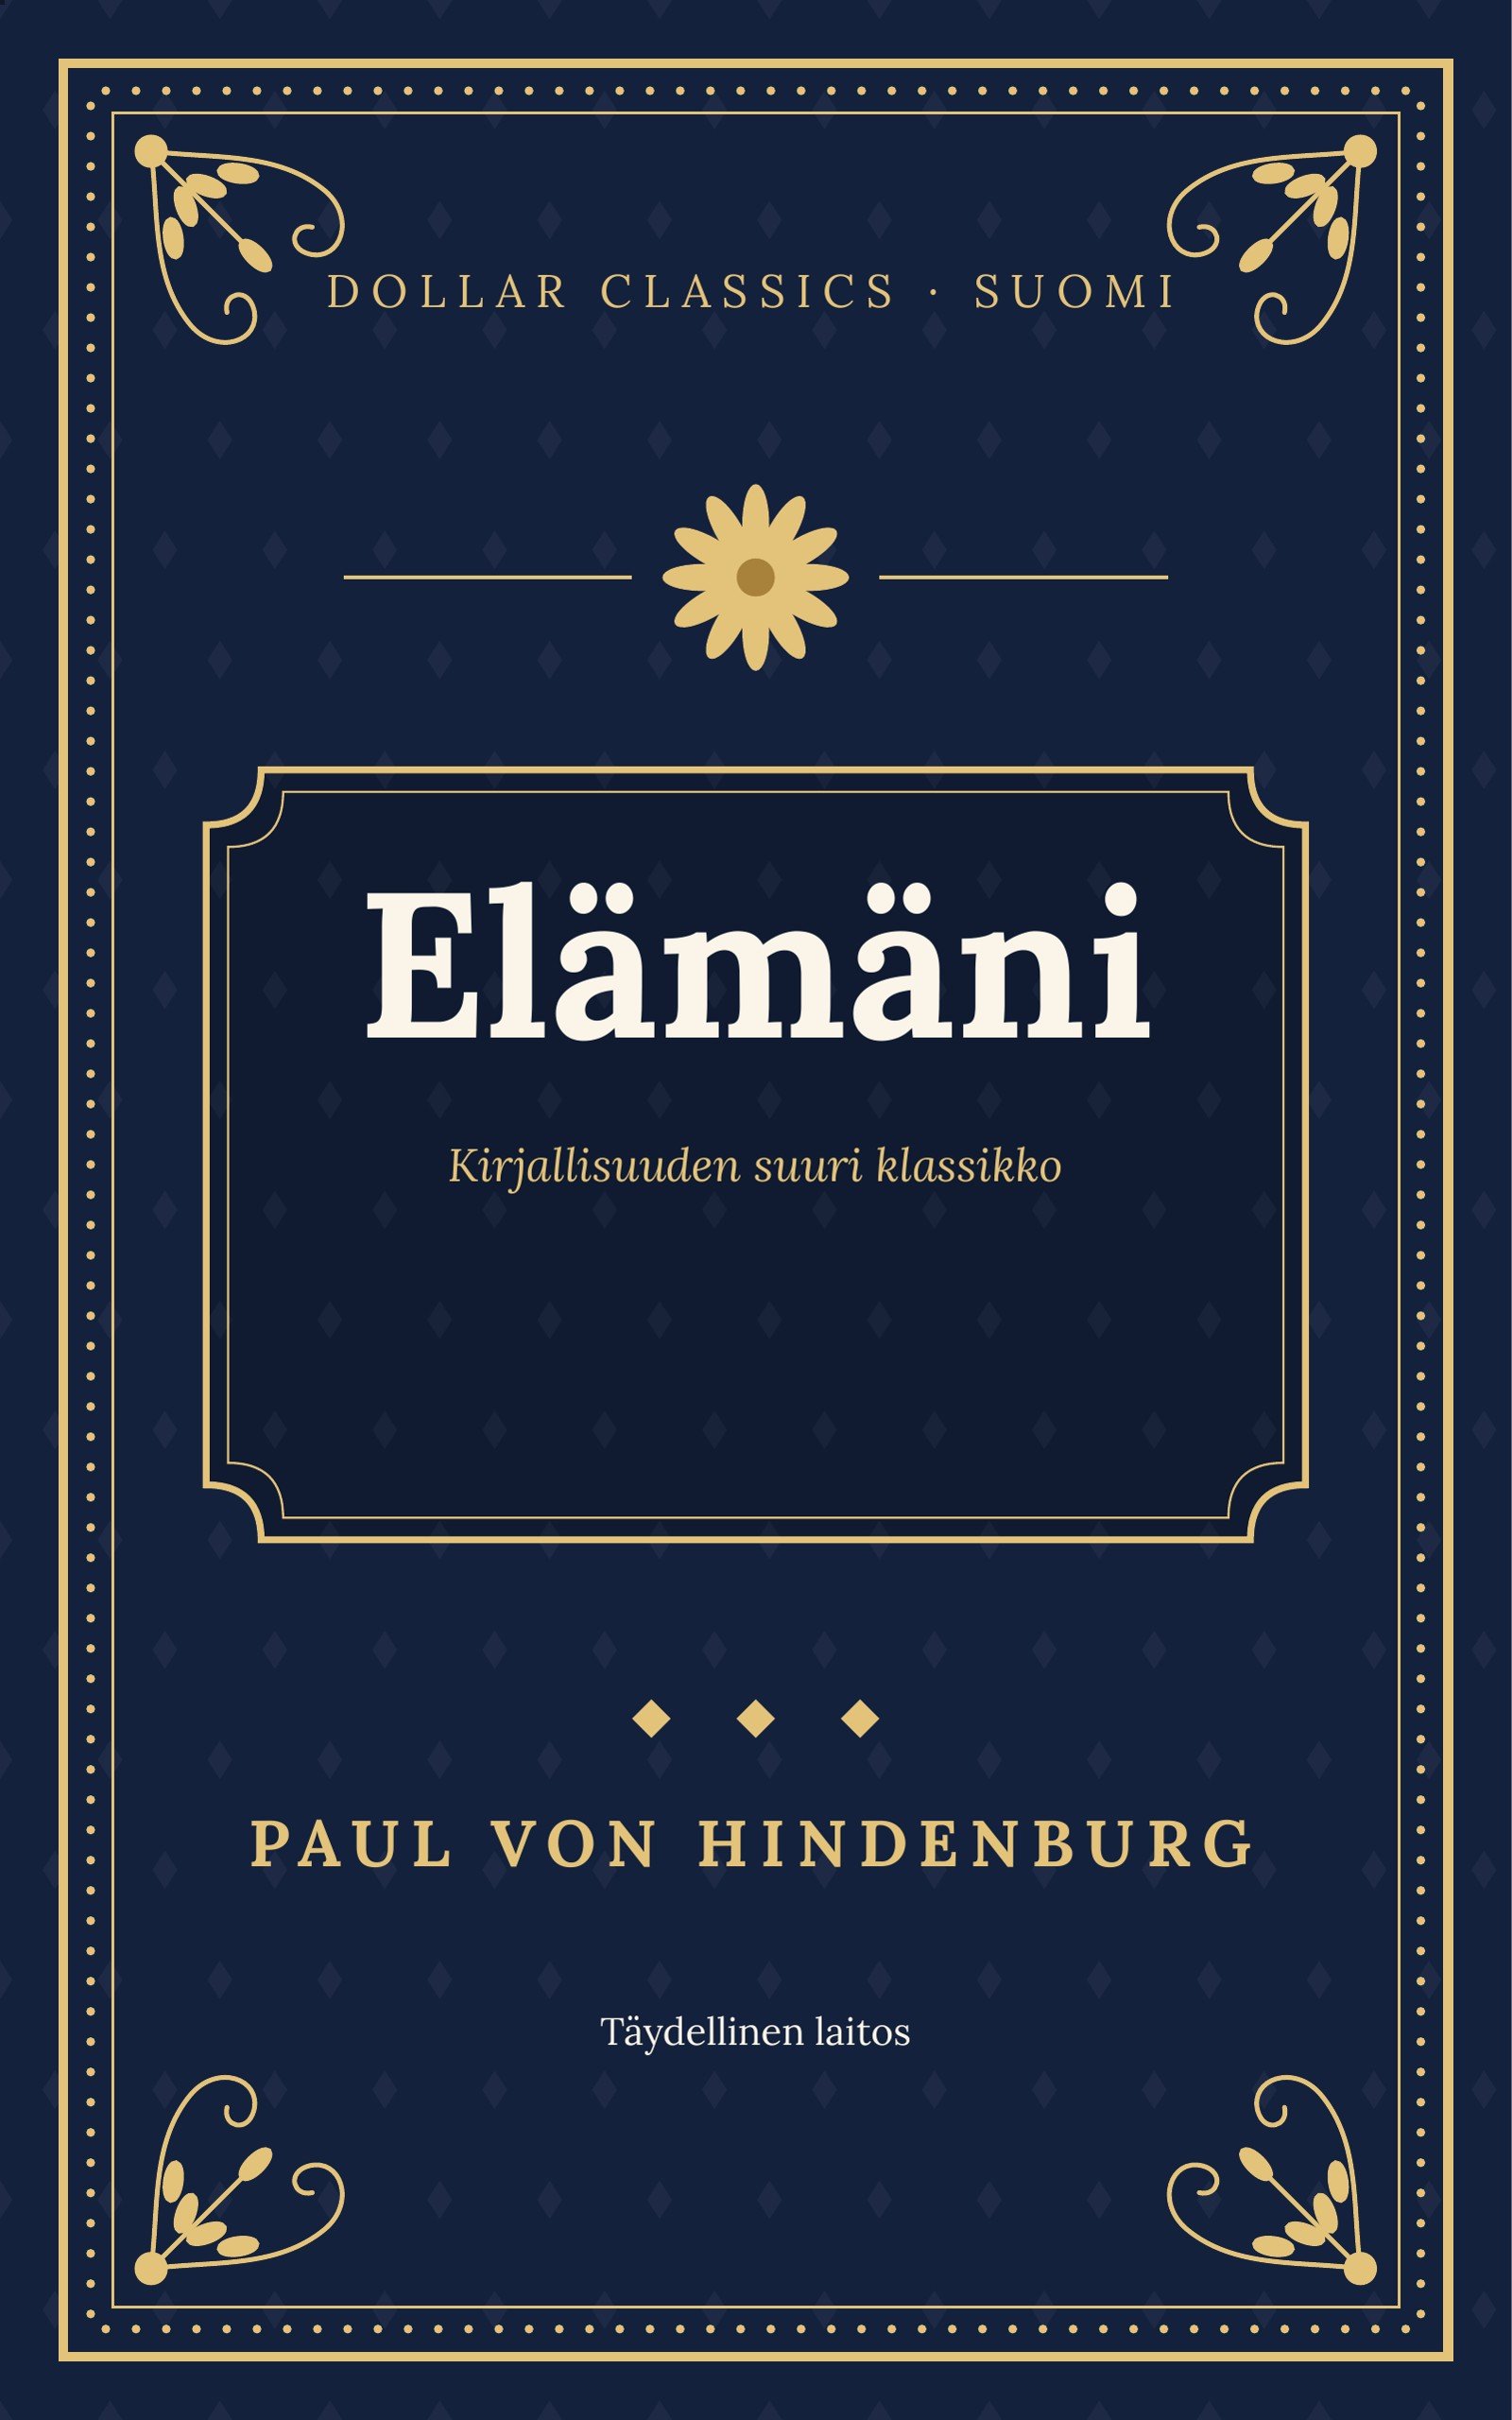 DOLLAR CLASSICS · SUOMI
Elämäni
Kirjallisuuden suuri klassikko
PAUL VON HINDENBURG
Täydellinen laitos